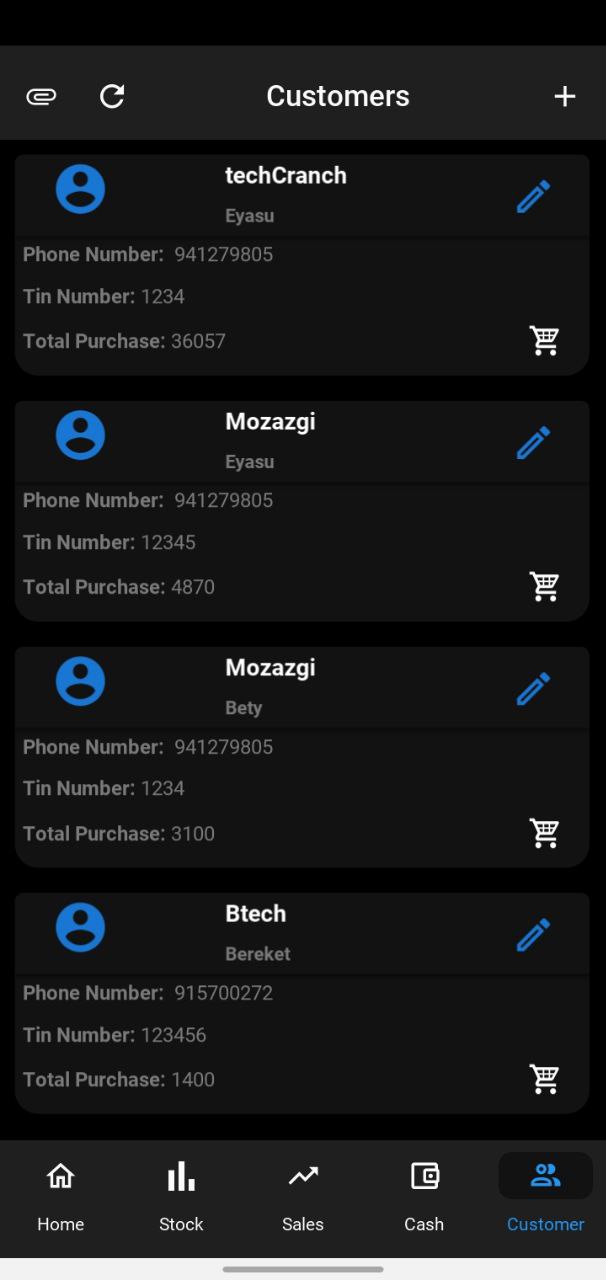 Customers
techCranch
Eyasu
Phone Number: 941279805
Tin Number: 1234
Total Purchase: 36057
Mozazgi
Eyasu
Phone Number: 941279805
Tin Number: 12345
Total Purchase: 4870
Mozazgi
Bety
Phone Number: 941279805
Tin Number: 1234
Total Purchase: 3100
Btech
Bereket
Phone Number: 915700272
Tin Number: 123456
Total Purchase: 1400
Home Stock Sales Cash Customer